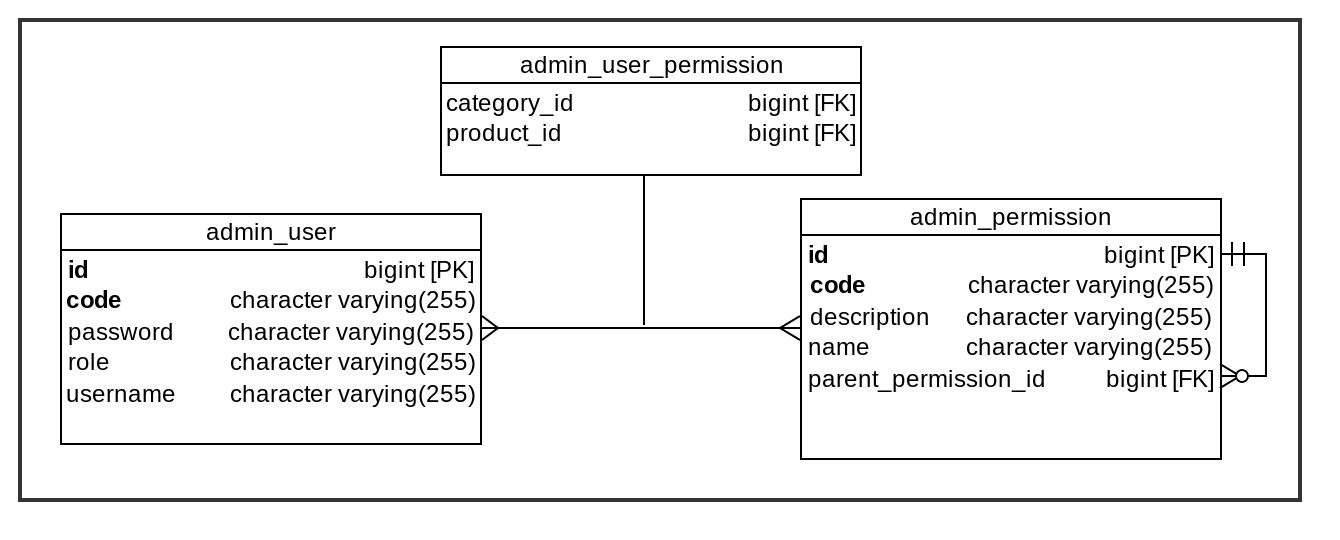 admin_user_permission
category_id bigint [FK]
product_id bigint [FK]
admin_user
id bigint [PK]
code character varying(255)
password character varying(255)
role character varying(255)
username character varying(255)
admin_permission
id bigint [PK]
code character varying(255)
description character varying(255)
name character varying(255)
parent_permission_id bigint [FK]